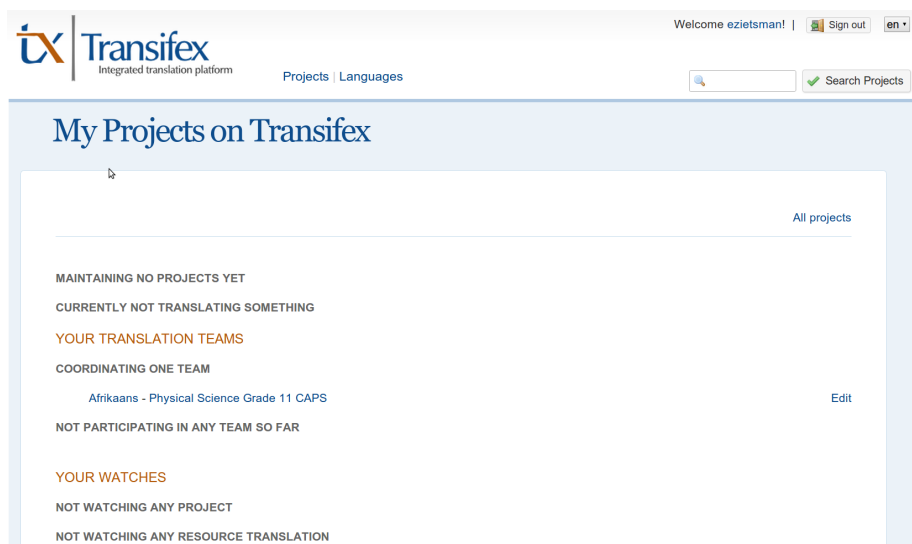 Welcome ezietsman! | Sign out en
tx Transifex
Integrated translation platform
Projects | Languages
Search Projects
My Projects on Transifex
All projects
MAINTAINING NO PROJECTS YET
CURRENTLY NOT TRANSLATING SOMETHING
YOUR TRANSLATION TEAMS
COORDINATING ONE TEAM
Afrikaans - Physical Science Grade 11 CAPS Edit
NOT PARTICIPATING IN ANY TEAM SO FAR
YOUR WATCHES
NOT WATCHING ANY PROJECT
NOT WATCHING ANY RESOURCE TRANSLATION